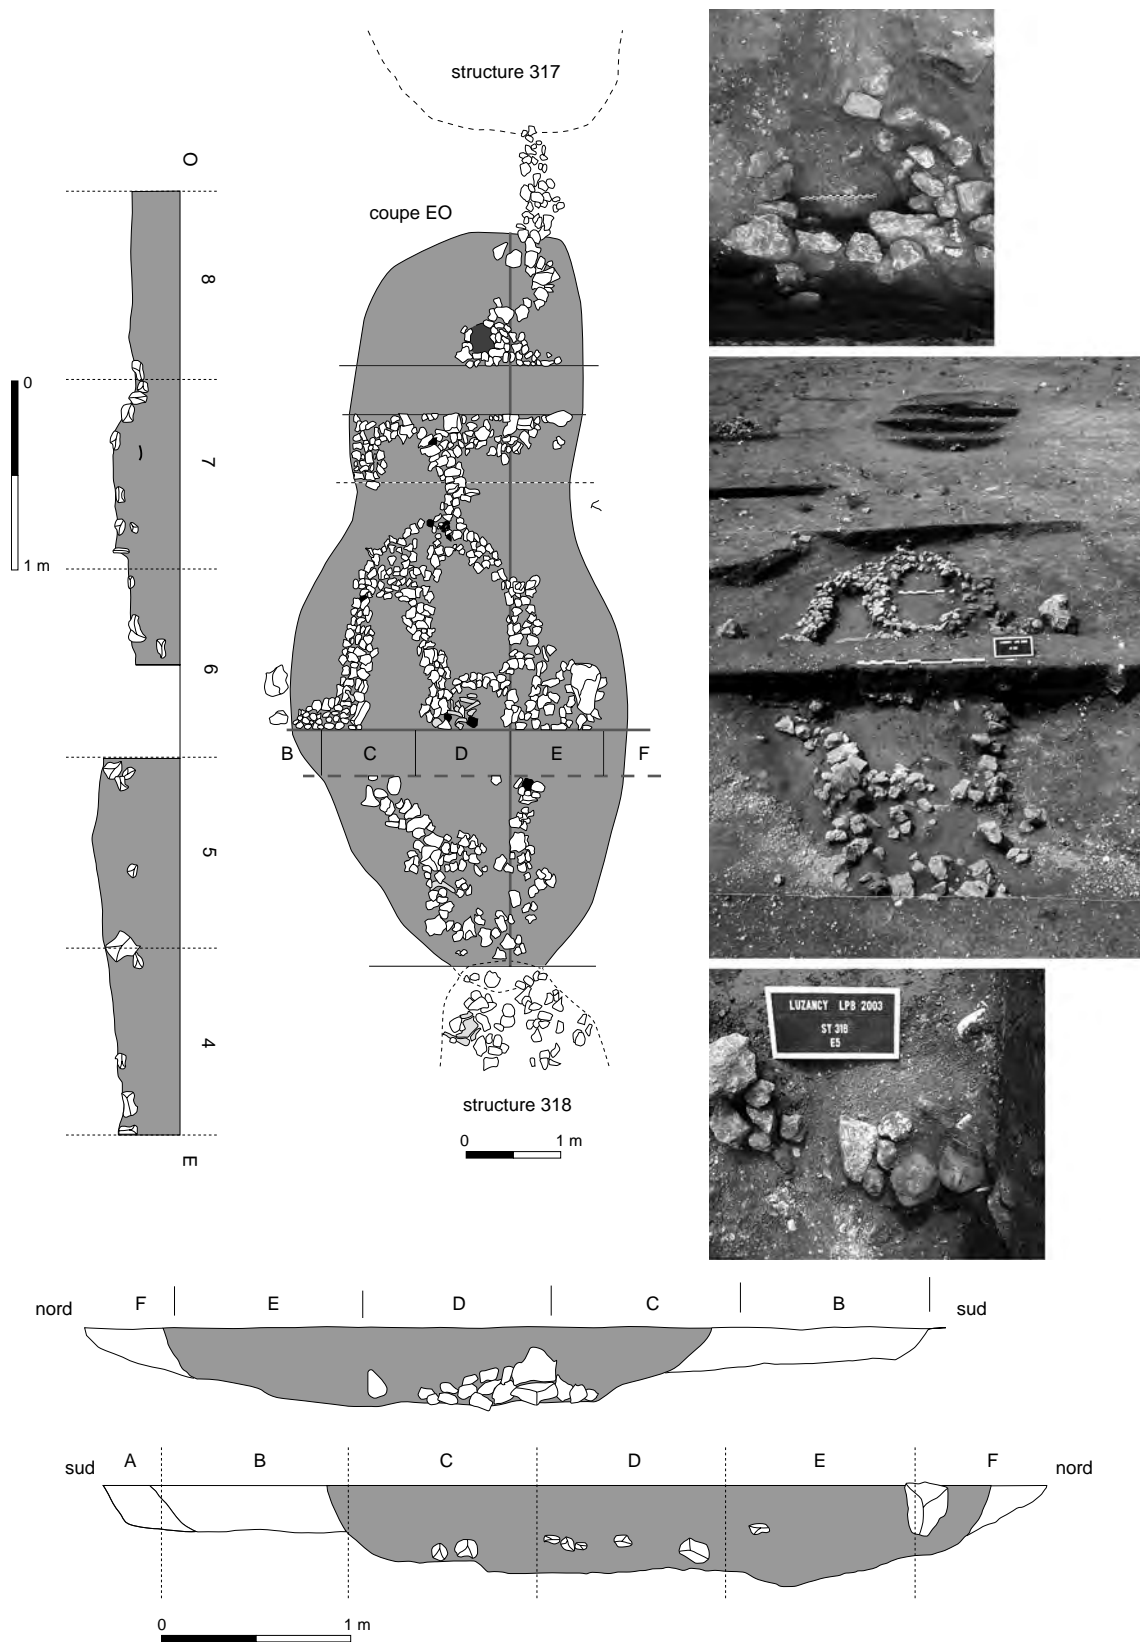 structure 317
coupe EO
O
8
7
6
5
4
E
0
1 m
B C D E F
structure 318
0 1 m
LUZANCY LPB 2003
ST 318
E5
nord F E D C B sud
sud A B C D E F nord
0 1 m